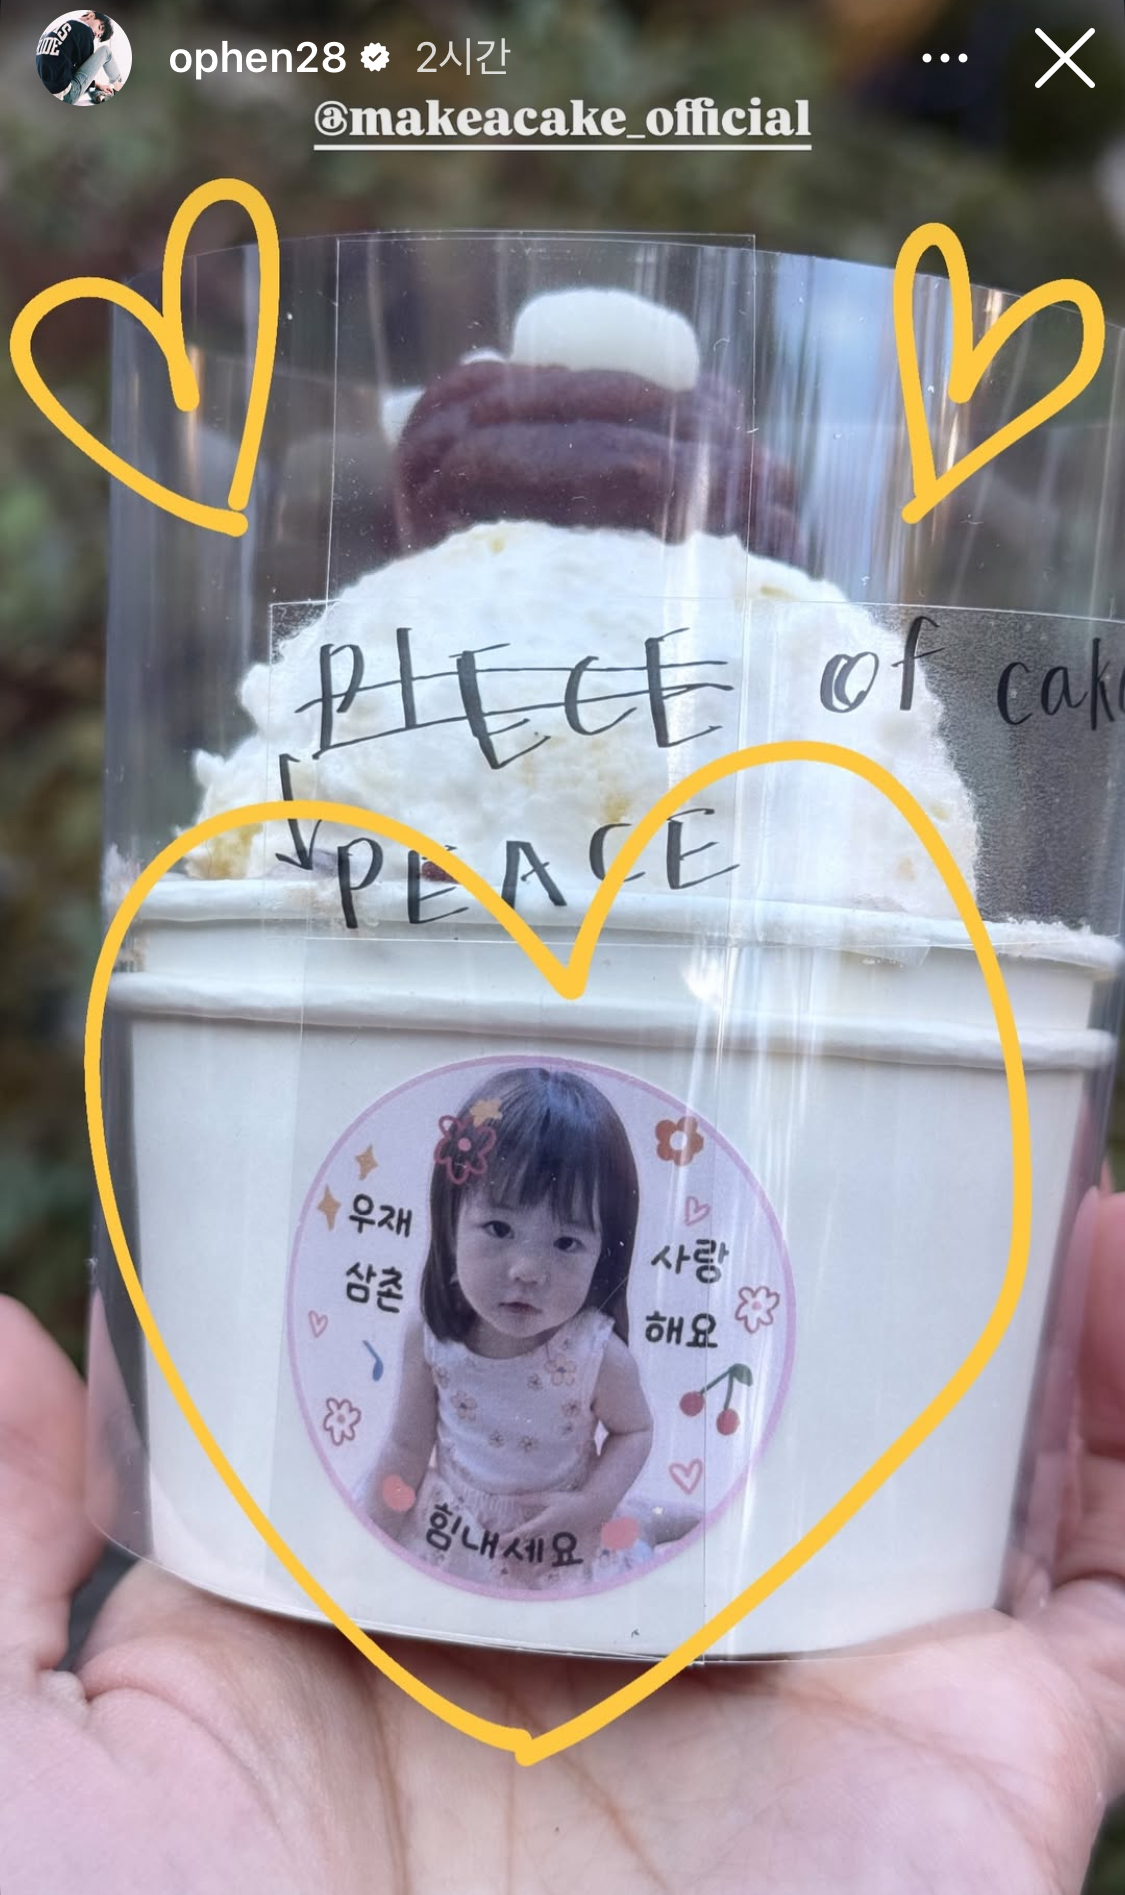 ophen28 2시간
@makeacake_official
PIECE of cake
PEACE
우재
삼촌
사랑
해요
힘내세요